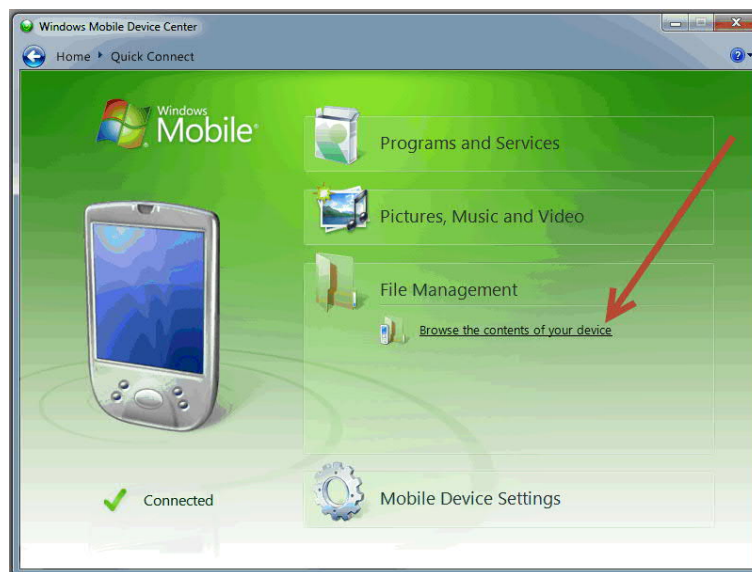 Windows Mobile Device Center
Home Quick Connect
Windows
Mobile
Programs and Services
Pictures, Music and Video
File Management
Browse the contents of your device
Connected
Mobile Device Settings